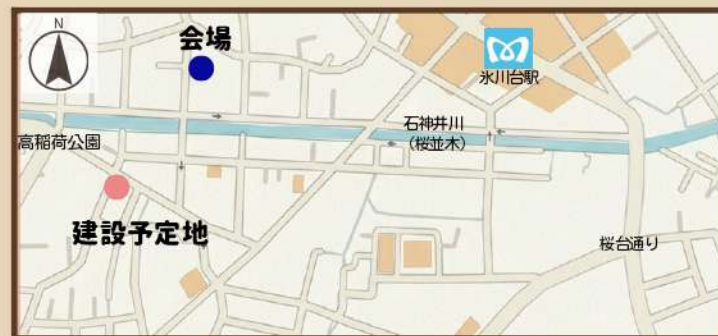 N
会場
氷川台駅
石神井川
（桜並木）
高稲荷公園
建設予定地
桜台通り